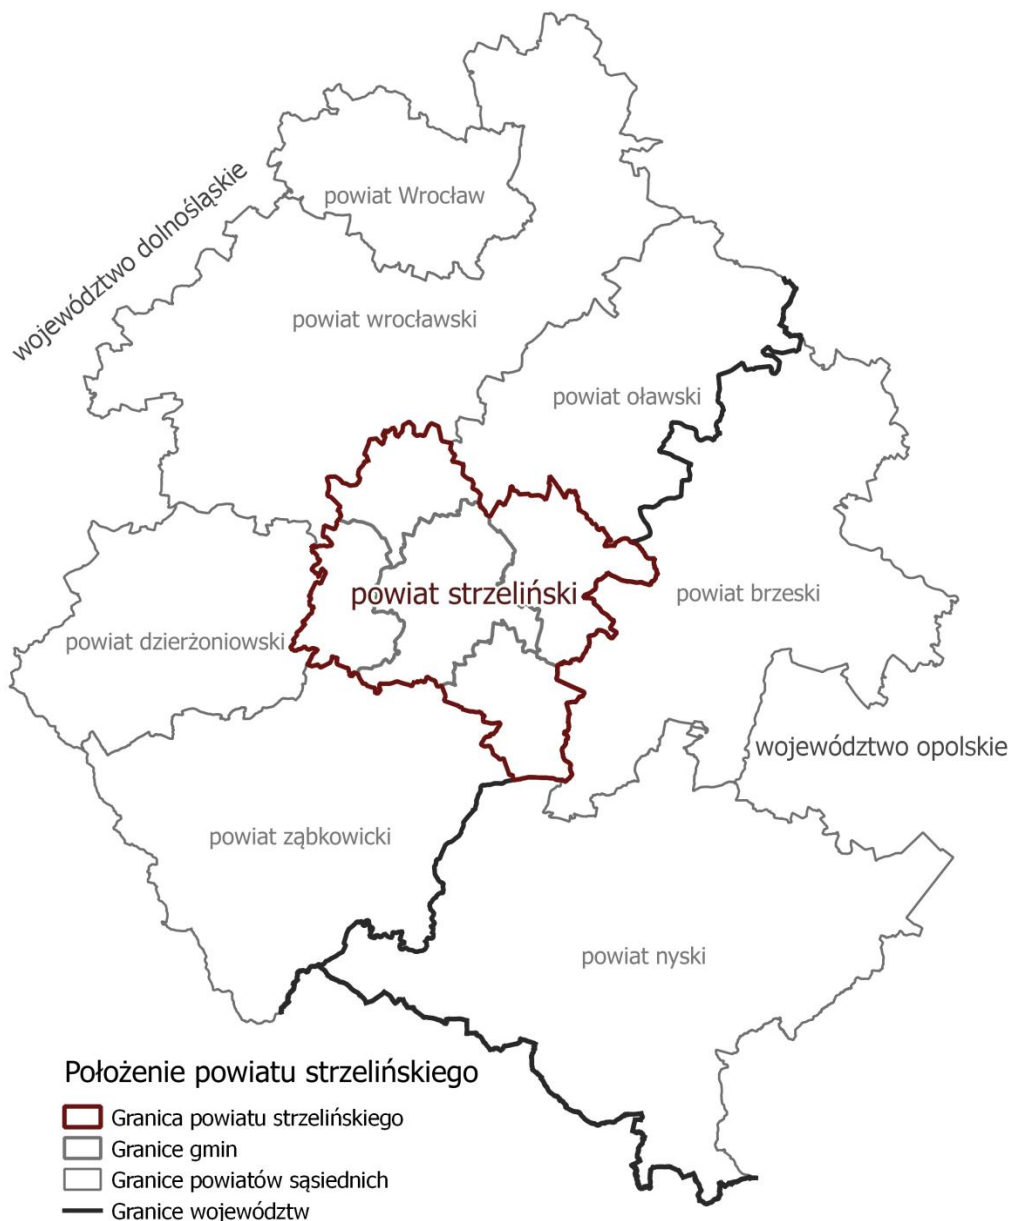 powiat Wrocław
województwo dolnośląskie
powiat wrocławski
powiat oławski
powiat strzeliński
powiat brzeski
powiat dzierżoniowski
województwo opolskie
powiat ząbkowicki
powiat nyski
Położenie powiatu strzelińskiego
Granica powiatu strzelińskiego
Granice gmin
Granice powiatów sąsiednich
Granice województw